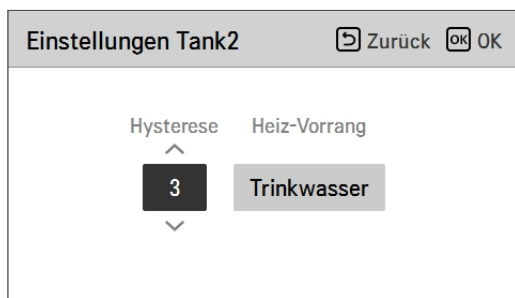 Einstellungen Tank2 Zurück OK OK
Hysterese Heiz-Vorrang
3 Trinkwasser